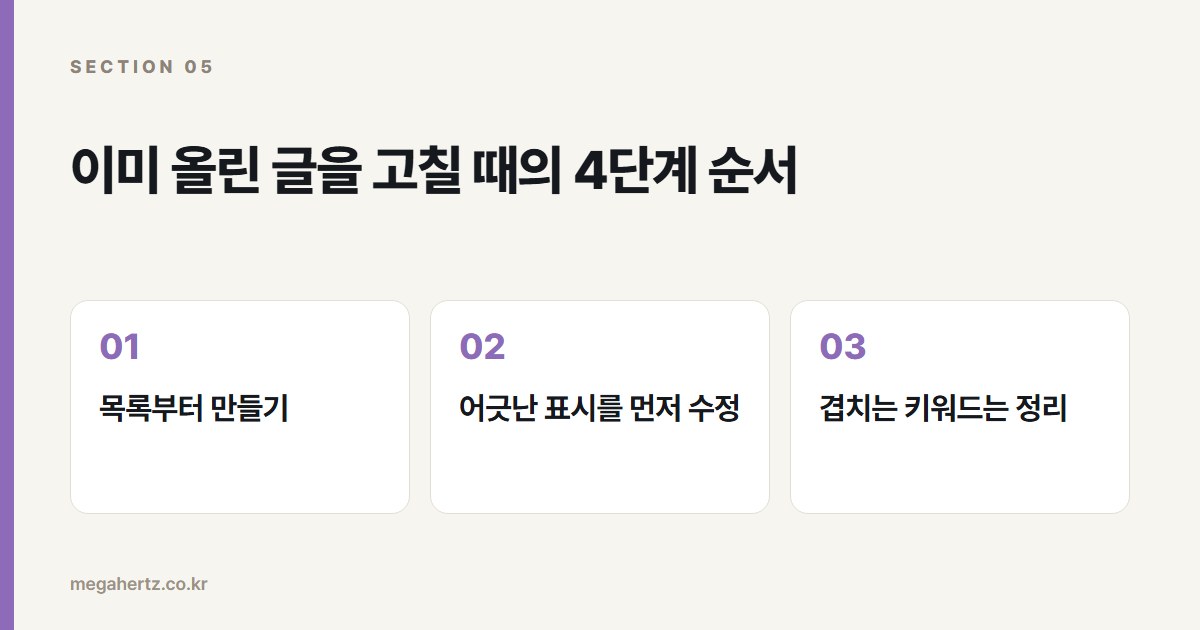 SECTION 05
이미 올린 글을 고칠 때의 4단계 순서
01
목록부터 만들기
02
어긋난 표시를 먼저 수정
03
겹치는 키워드는 정리
megahertz.co.kr